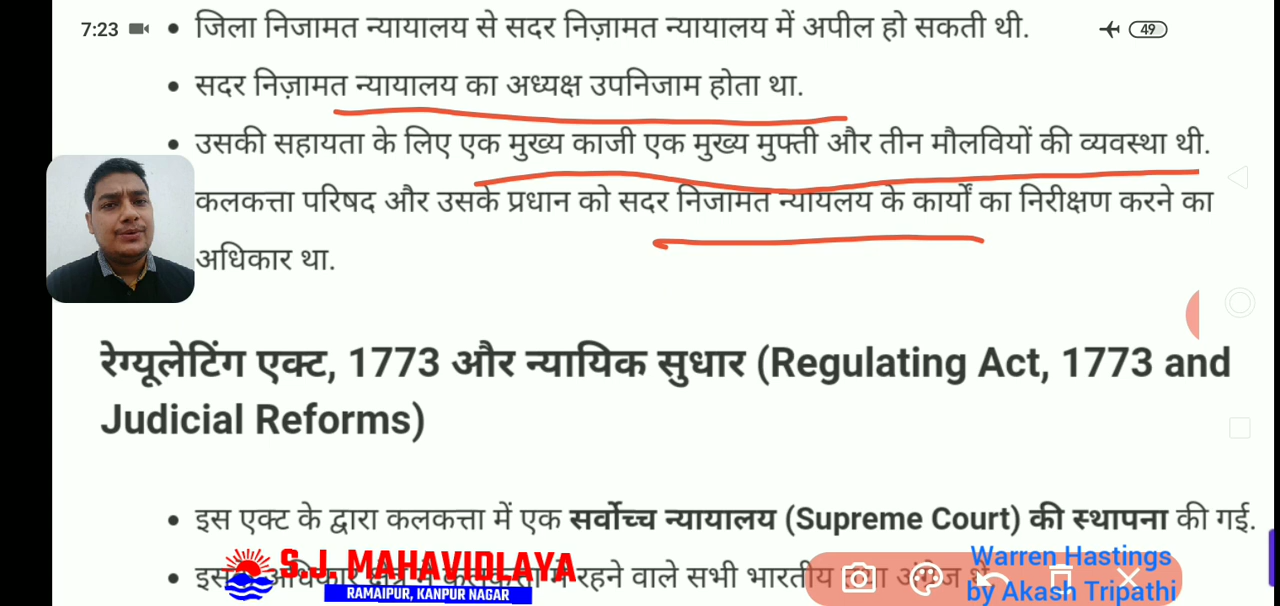 7:23
49
जिला निजामत न्यायालय से सदर निज़ामत न्यायालय में अपील हो सकती थी.
सदर निज़ामत न्यायालय का अध्यक्ष उपनिजाम होता था.
उसकी सहायता के लिए एक मुख्य काजी एक मुख्य मुफ्ती और तीन मौलवियों की व्यवस्था थी.
कलकत्ता परिषद और उसके प्रधान को सदर निजामत न्यायलय के कार्यों का निरीक्षण करने का
अधिकार था.
रेग्यूलेटिंग एक्ट, 1773 और न्यायिक सुधार (Regulating Act, 1773 and
Judicial Reforms)
इस एक्ट के द्वारा कलकत्ता में एक सर्वोच्च न्यायालय (Supreme Court) की स्थापना की गई.
रहने वाले सभी भारतीय
S.J. MAHAVIDLAYA
RAMAIPUR, KANPUR NAGAR
Warren Hastings
by Akash Tripathi